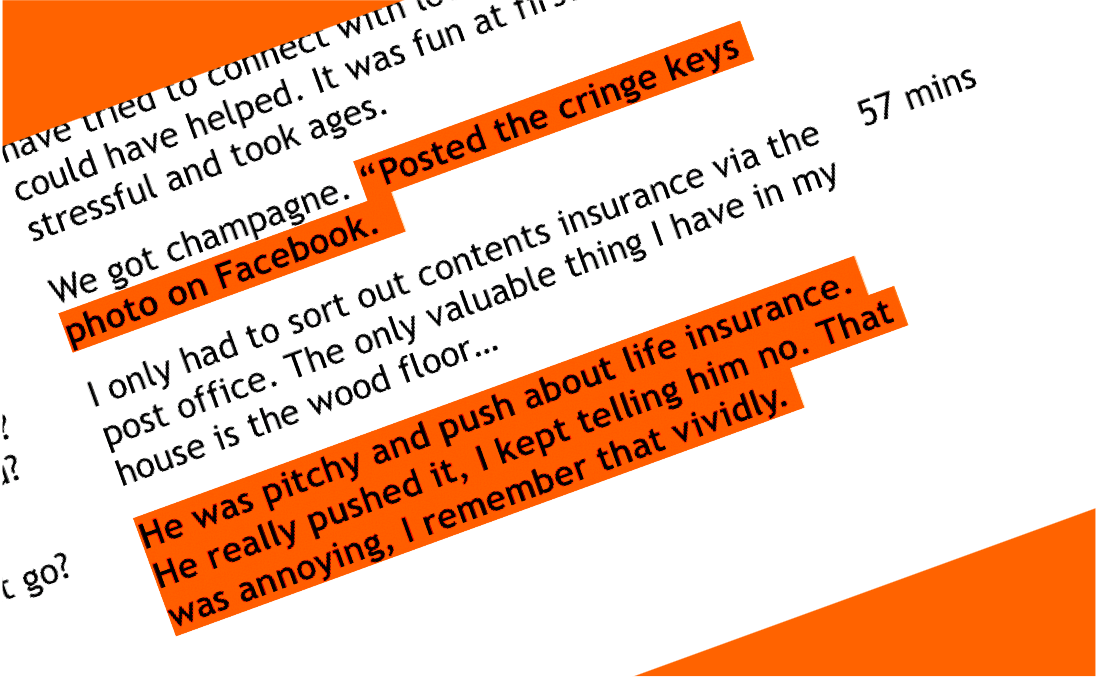 have tried to connect with
could have helped. It was fun at first
stressful and took ages.
We got champagne. “Posted the cringe keys
photo on Facebook.
57 mins
I only had to sort out contents insurance via the
post office. The only valuable thing I have in my
house is the wood floor...
He was pitchy and push about life insurance.
He really pushed it, I kept telling him no. That
was annoying, I remember that vividly.
?
?
go?